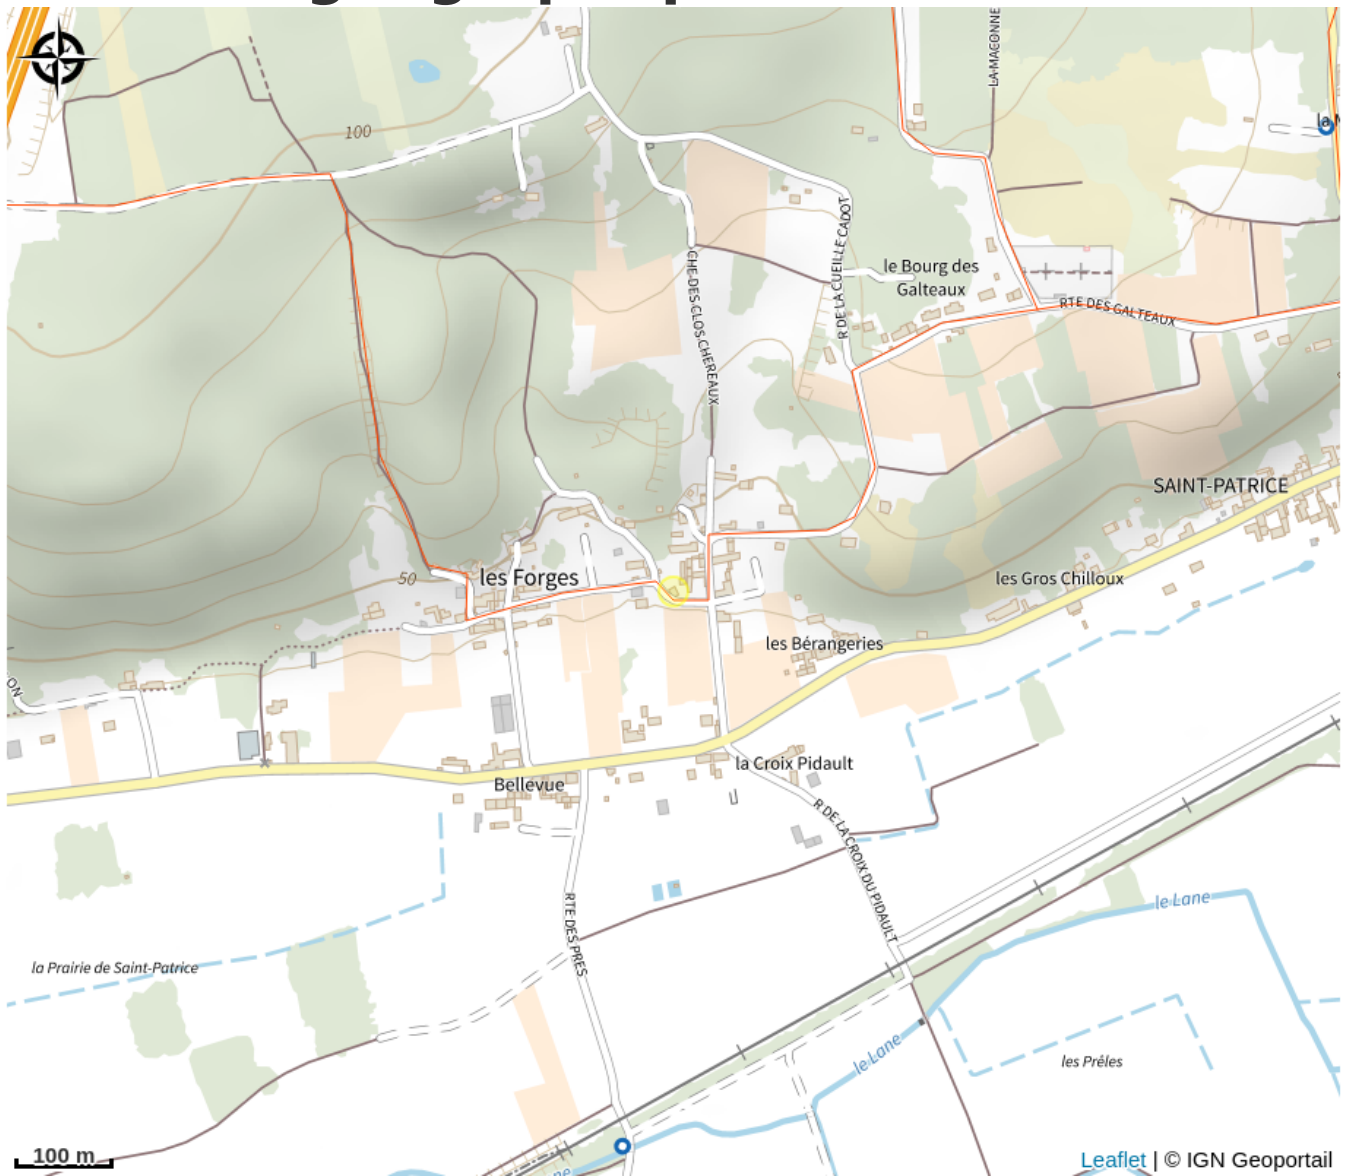 LA-MACONNE
100
R DE LA CUEILLE CADOT
CHE-DES-CLOS-CHEREAUX
le Bourg des
Galteaux
RTE DES GALTEAUX
SAINT-PATRICE
50
les Forges
les Gros Chilloux
les Bérangeries
ON
la Croix Pidault
Bellevue
R DE LA CROIX DU PIDAULT
RTE DES PRES
le Lane
la Prairie de Saint-Patrice
le Lane
les Prêles
100 m
Leaflet | © IGN Geoportail